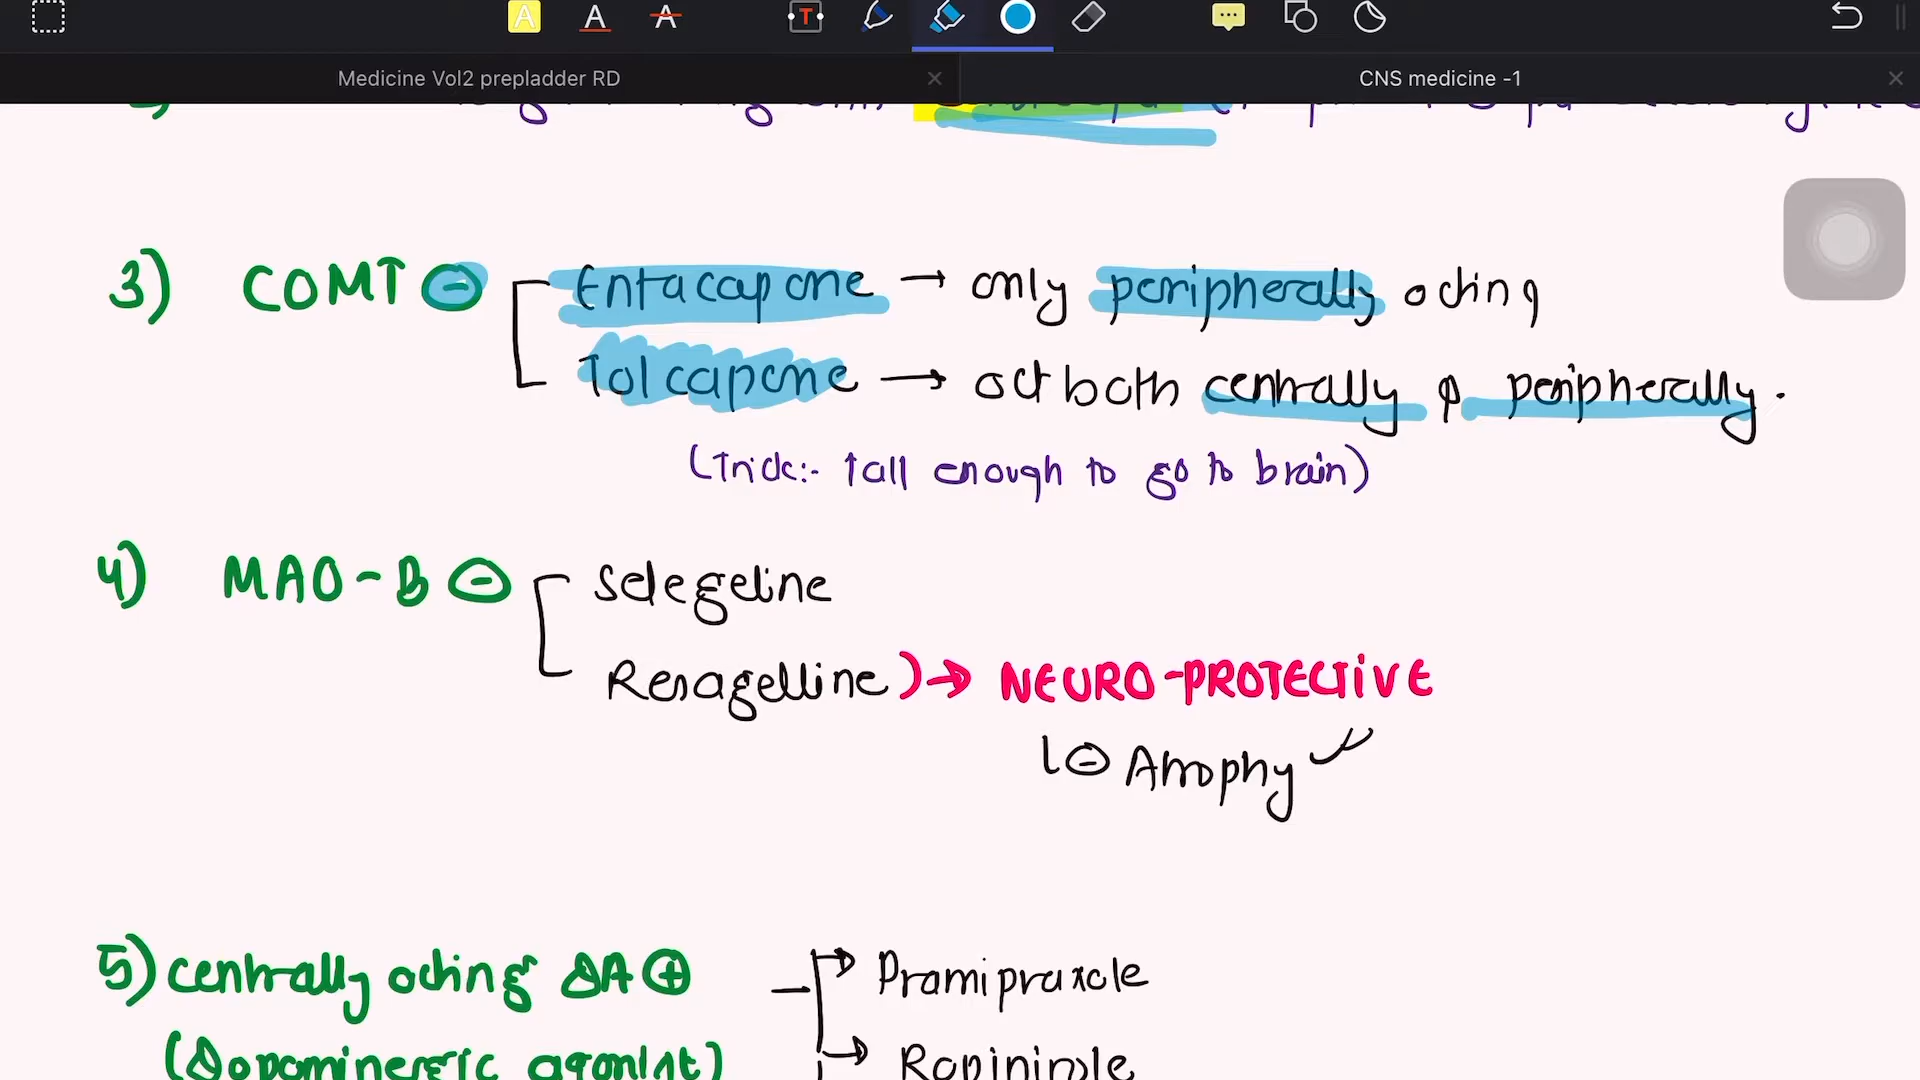 Medicine Vol2 prepladder RD
CNS medicine -1
3) COMT ⊖
Entacapone → only peripherally acting
Tolcapone → act both centrally & peripherally.
(Trick:- tall enough to go to brain)
4) MAO-B ⊖
Selegeline
Rasagelline) → NEURO-PROTECTIVE
⊖ Atrophy ✓
5) centrally acting DA ⊕
→ Pramipraxole
(Dopaminergic agonist)
→ Ropinirole